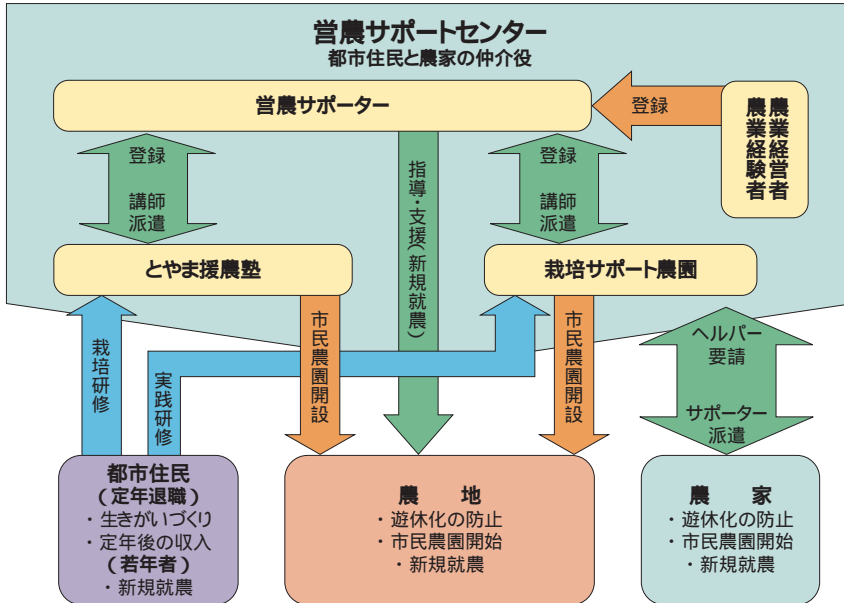 営農サポートセンター
都市住民と農家の仲介役
営農サポーター
登録
農業経営者
農業経験者
登録
講師
派遣
指導・支援(新規就農)
登録
講師
派遣
とやま援農塾
栽培サポート農園
栽培研修
実践研修
市民農園開設
市民農園開設
ヘルパー
要請
サポーター
派遣
都市住民
(定年退職)
・生きがいづくり
・定年後の収入
(若年者)
・新規就農
農　地
・遊休化の防止
・市民農園開始
・新規就農
農　家
・遊休化の防止
・市民農園開始
・新規就農